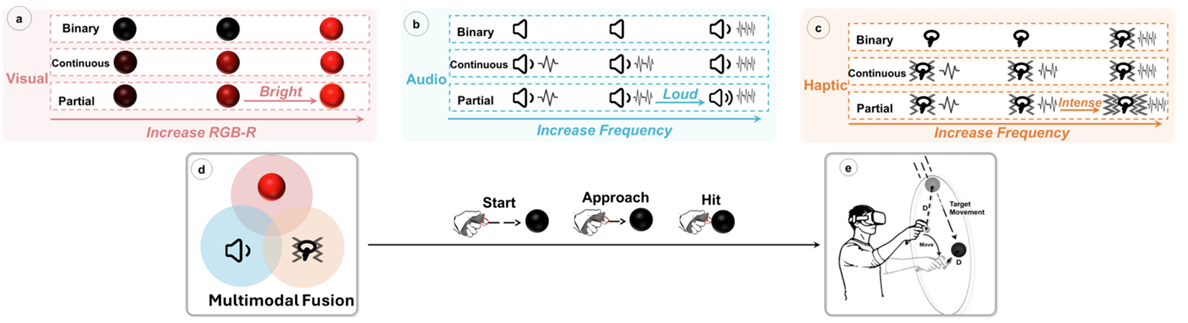 a
Visual
Binary
Continuous
Partial
Bright
Increase RGB-R
b
Audio
Binary
Continuous
Partial
Loud
Increase Frequency
c
Haptic
Binary
Continuous
Partial
Intense
Increase Frequency
d
Multimodal Fusion
Start
Approach
Hit
e
Target
Movement
D
Move
D